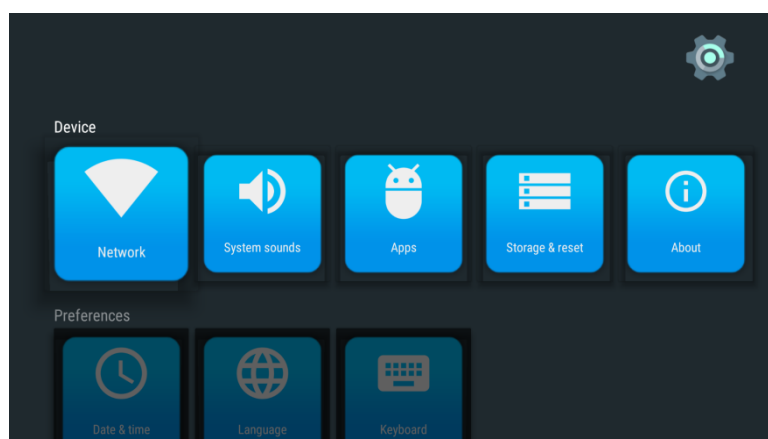 Device
Network
System sounds
Apps
Storage & reset
About
Preferences
Date & time
Language
Keyboard